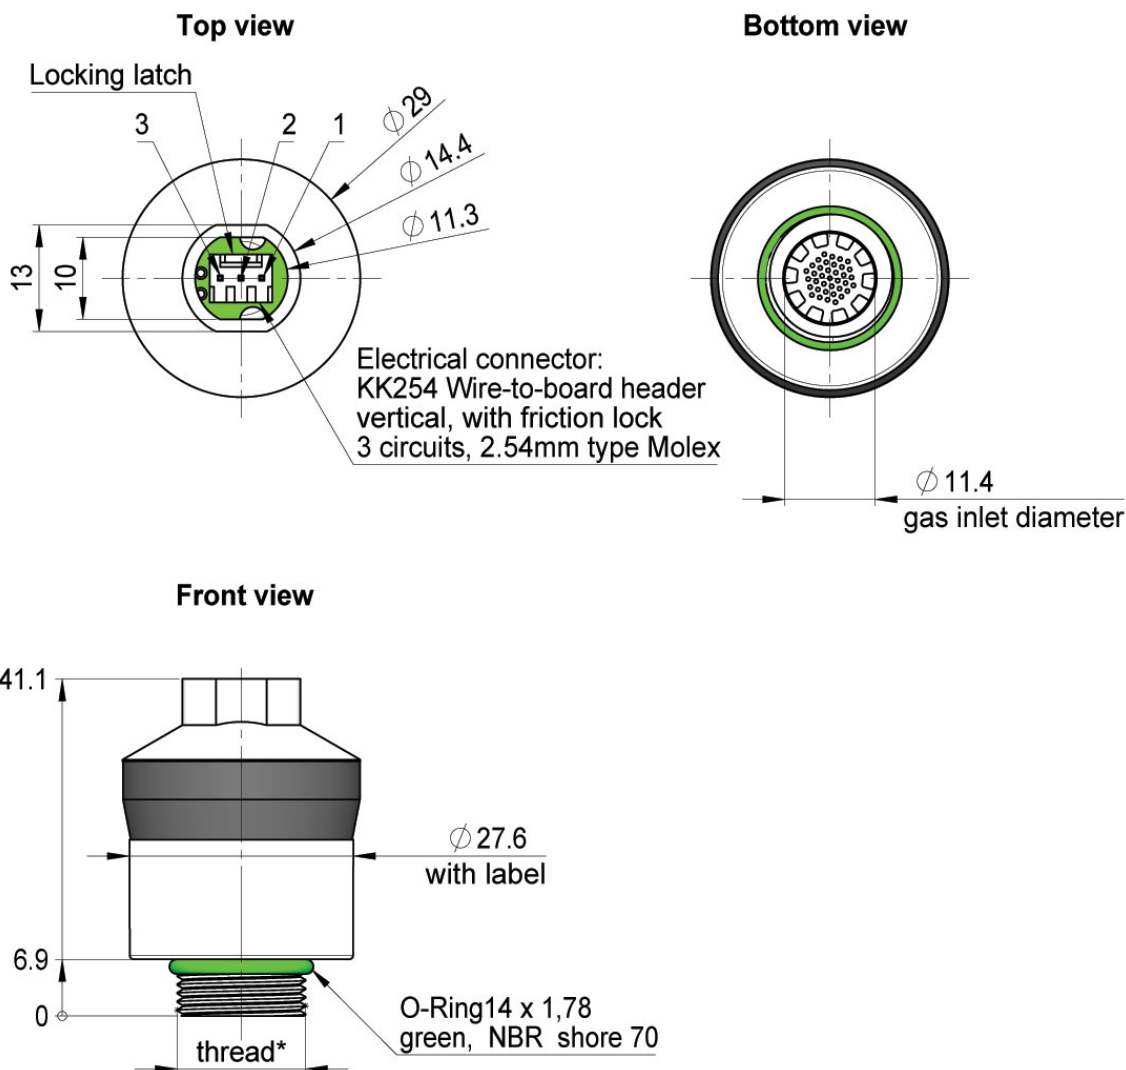 Top view
Bottom view
Locking latch
3
2
1
⌀ 29
⌀ 14.4
⌀ 11.3
13
10
Electrical connector:
KK254 Wire-to-board header
vertical, with friction lock
3 circuits, 2.54mm type Molex
⌀ 11.4
gas inlet diameter
Front view
41.1
⌀ 27.6
with label
6.9
0
O-Ring14 x 1,78
green, NBR shore 70
thread*